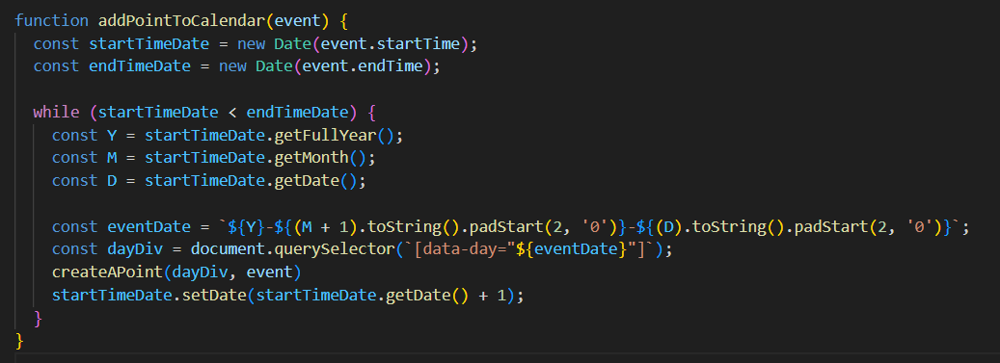 function addPointToCalendar(event) {
const startTimeDate = new Date(event.startTime);
const endTimeDate = new Date(event.endTime);
while (startTimeDate < endTimeDate) {
const Y = startTimeDate.getFullYear();
const M = startTimeDate.getMonth();
const D = startTimeDate.getDate();
const eventDate = `${Y}-${(M + 1).toString().padStart(2, '0')}-${(D).toString().padStart(2, '0')}`;
const dayDiv = document.querySelector(`[data-day="${eventDate}"]`);
createAPoint(dayDiv, event)
startTimeDate.setDate(startTimeDate.getDate() + 1);
}
}